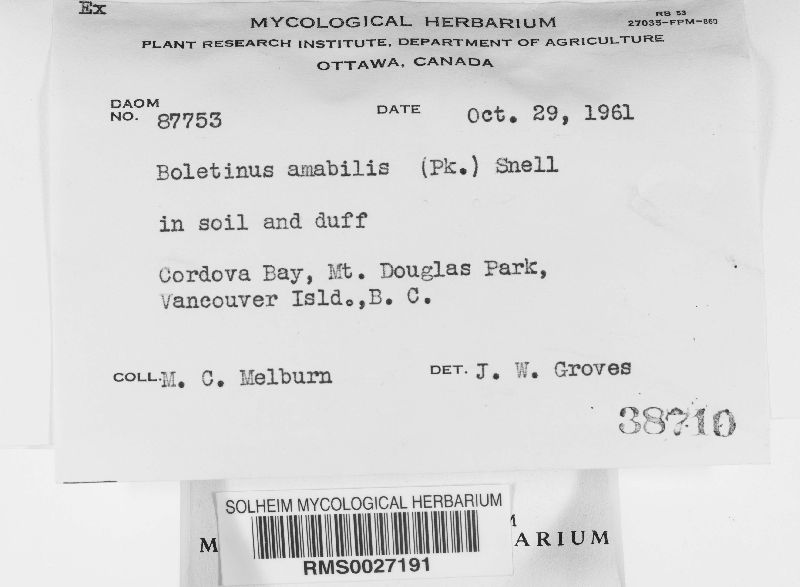 Ex
MYCOLOGICAL HERBARIUM
RB 53
27035-FPM-860
PLANT RESEARCH INSTITUTE, DEPARTMENT OF AGRICULTURE
OTTAWA, CANADA
DAOM NO. 87753 DATE Oct. 29, 1961
Boletinus amabilis (Pk.) Snell
in soil and duff
Cordova Bay, Mt. Douglas Park,
Vancouver Isld.,B. C.
COLL. M. C. Melburn DET. J. W. Groves
38710
SOLHEIM MYCOLOGICAL HERBARIUM
RMS0027191
M ARIUM